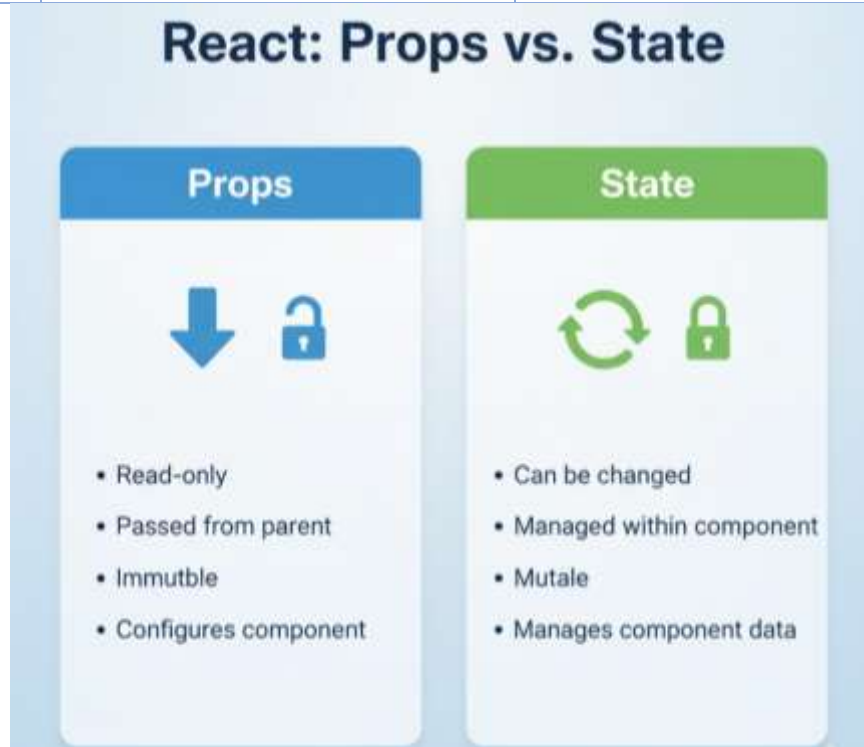 React: Props vs. State
Props
• Read-only
• Passed from parent
• Immutble
• Configures component
State
• Can be changed
• Managed within component
• Mutale
• Manages component data